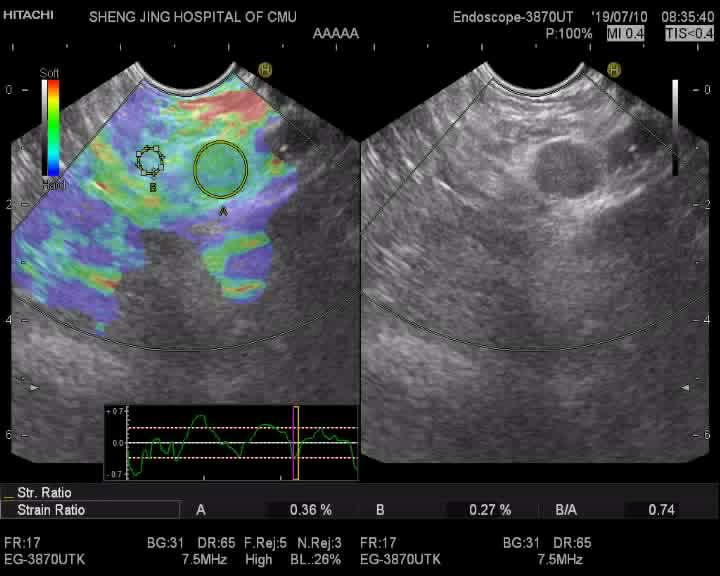 HITACHI SHENG JING HOSPITAL OF CMU Endoscope-3870UT '19/07/10 08:35:40
AAAAA P:100% MI 0.4 TIS<0.4
H H
Soft
Hard
0 0
2
4 4
6 6
B
A
+0.7
0.0
-0.7
Str. Ratio
Strain Ratio A 0.36 % B 0.27 % B/A 0.74
FR:17 BG:31 DR:65 F.Rej:5 N.Rej:3 FR:17 BG:31 DR:65
EG-3870UTK 7.5MHz High BL.:26% EG-3870UTK 7.5MHz